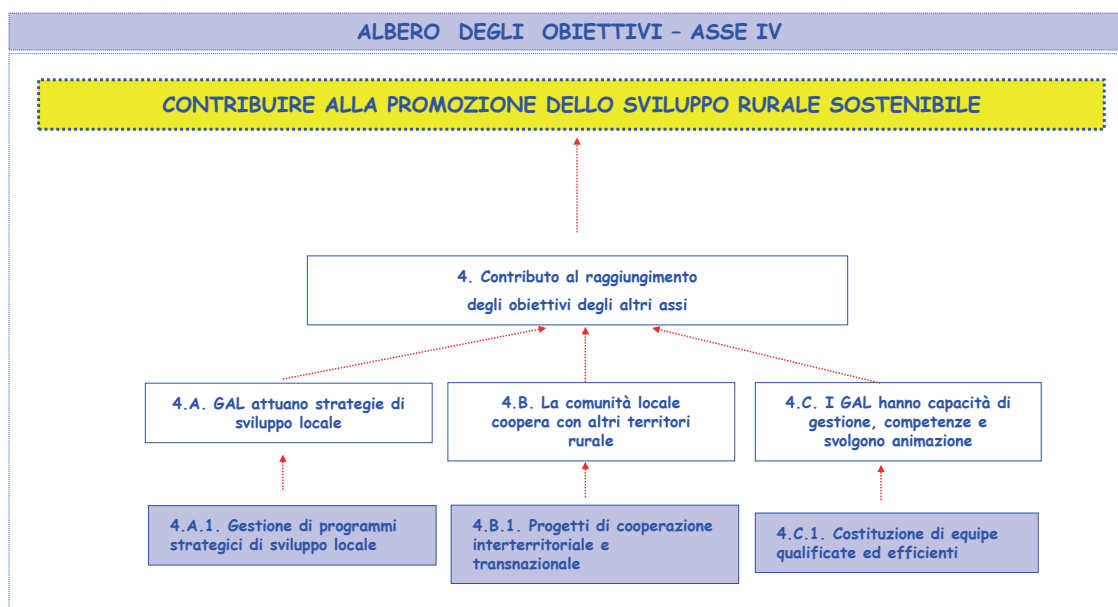 ALBERO DEGLI OBIETTIVI – ASSE IV
CONTRIBUIRE ALLA PROMOZIONE DELLO SVILUPPO RURALE SOSTENIBILE
4. Contributo al raggiungimento
degli obiettivi degli altri assi
4.A. GAL attuano strategie di
sviluppo locale
4.B. La comunità locale
coopera con altri territori
rurale
4.C. I GAL hanno capacità di
gestione, competenze e
svolgono animazione
4.A.1. Gestione di programmi
strategici di sviluppo locale
4.B.1. Progetti di cooperazione
interterritoriale e
transnazionale
4.C.1. Costituzione di equipe
qualificate ed efficienti